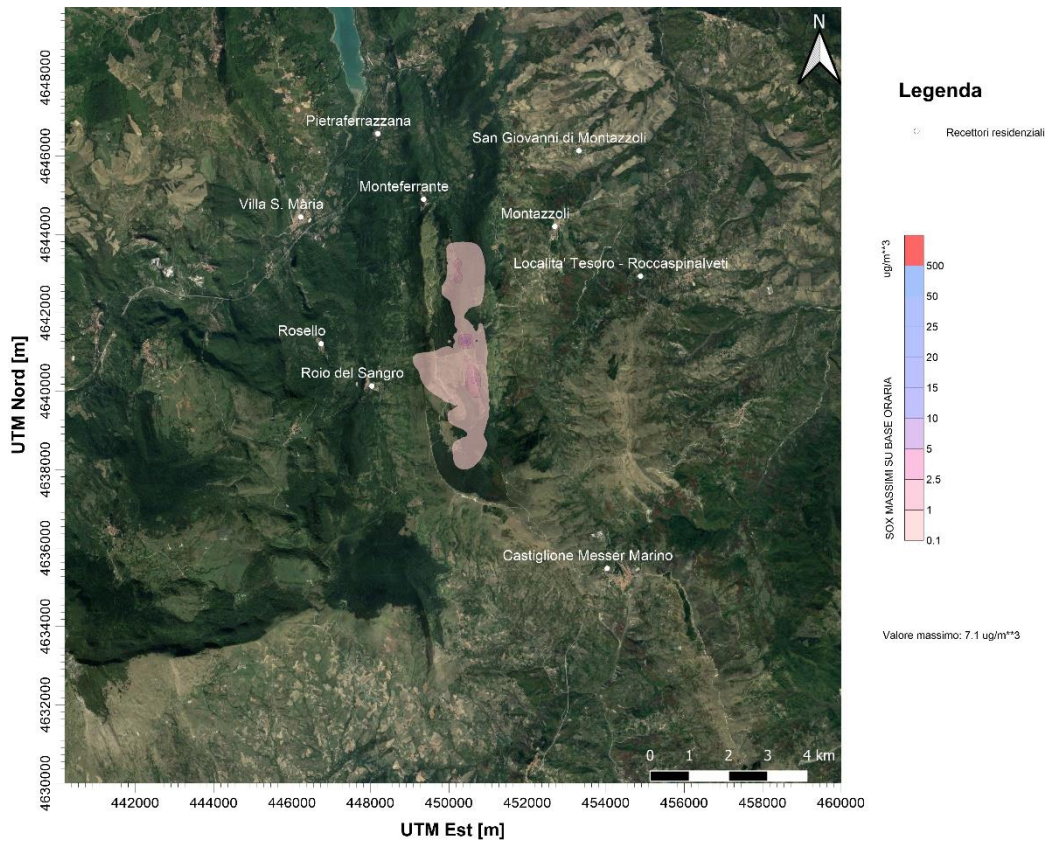 N
Pietraferrazzana
San Giovanni di Montazzoli
Monteferrante
Villa S. Maria
Montazzoli
Localita' Tesoro - Roccaspinalveti
Rosello
Roio del Sangro
Castiglione Messer Marino
0 1 2 3 4 km
UTM Nord [m]
4648000
4646000
4644000
4642000
4640000
4638000
4636000
4634000
4632000
4630000
442000 444000 446000 448000 450000 452000 454000 456000 458000 460000
UTM Est [m]
Legenda
Recettori residenziali
ug/m**3
SOX MASSIMI SU BASE ORARIA
500
50
25
20
15
10
5
2.5
1
0.1
Valore massimo: 7.1 ug/m**3